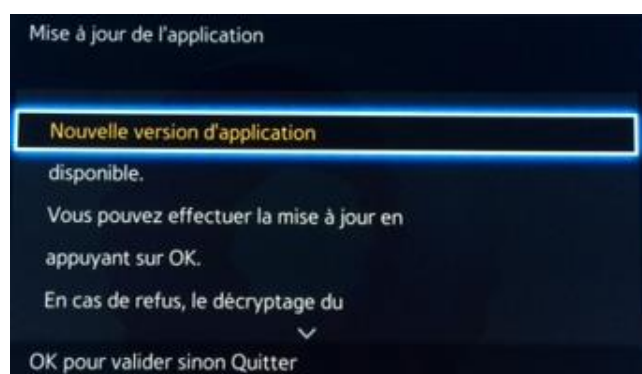 Mise à jour de l'application
Nouvelle version d'application
disponible.
Vous pouvez effectuer la mise à jour en
appuyant sur OK.
En cas de refus, le décryptage du
OK pour valider sinon Quitter